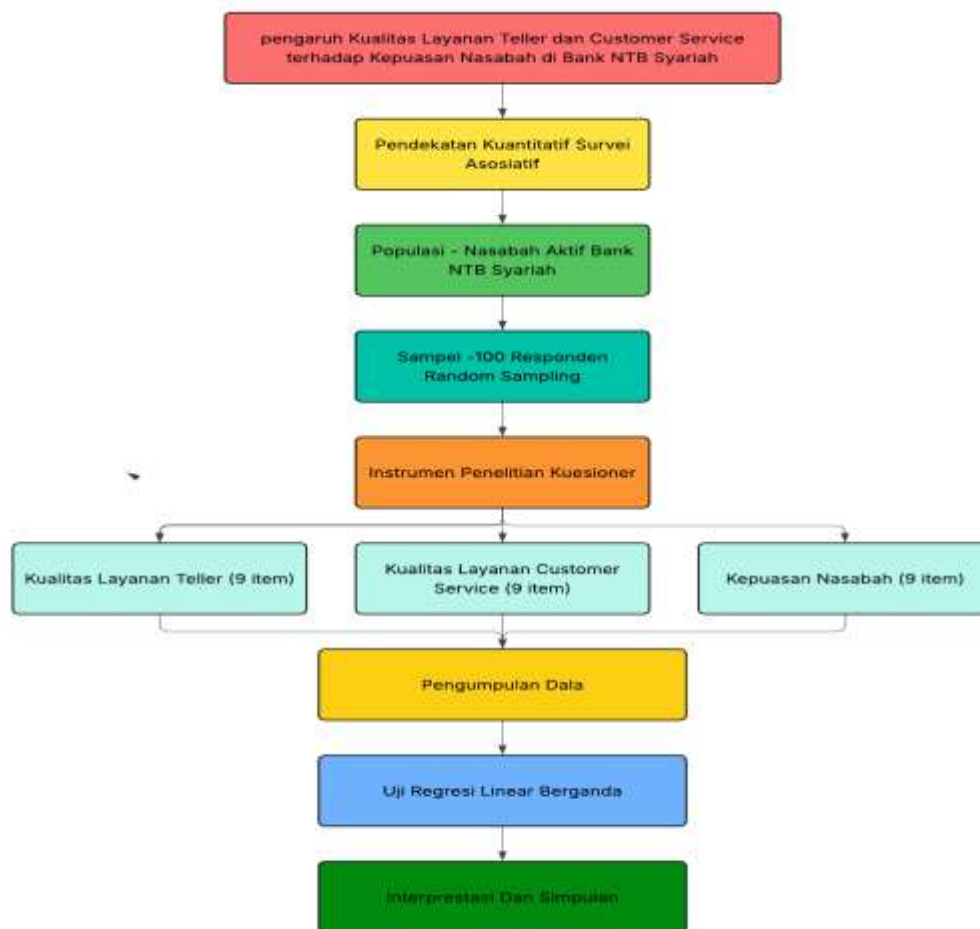 pengaruh Kualitas Layanan Teller dan Customer Service
terhadap Kepuasan Nasabah di Bank NTB Syariah
Pendekatan Kuantitatif Survei
Asosiatif
Populasi - Nasabah Aktif Bank
NTB Syariah
Sampel -100 Responden
Random Sampling
Instrumen Penelitian Kuesioner
Kualitas Layanan Teller (9 item)
Kualitas Layanan Customer
Service (9 item)
Kepuasan Nasabah (9 item)
Pengumpulan Dala
Uji Regresi Linear Berganda
Interprestasi Dan Simpulan